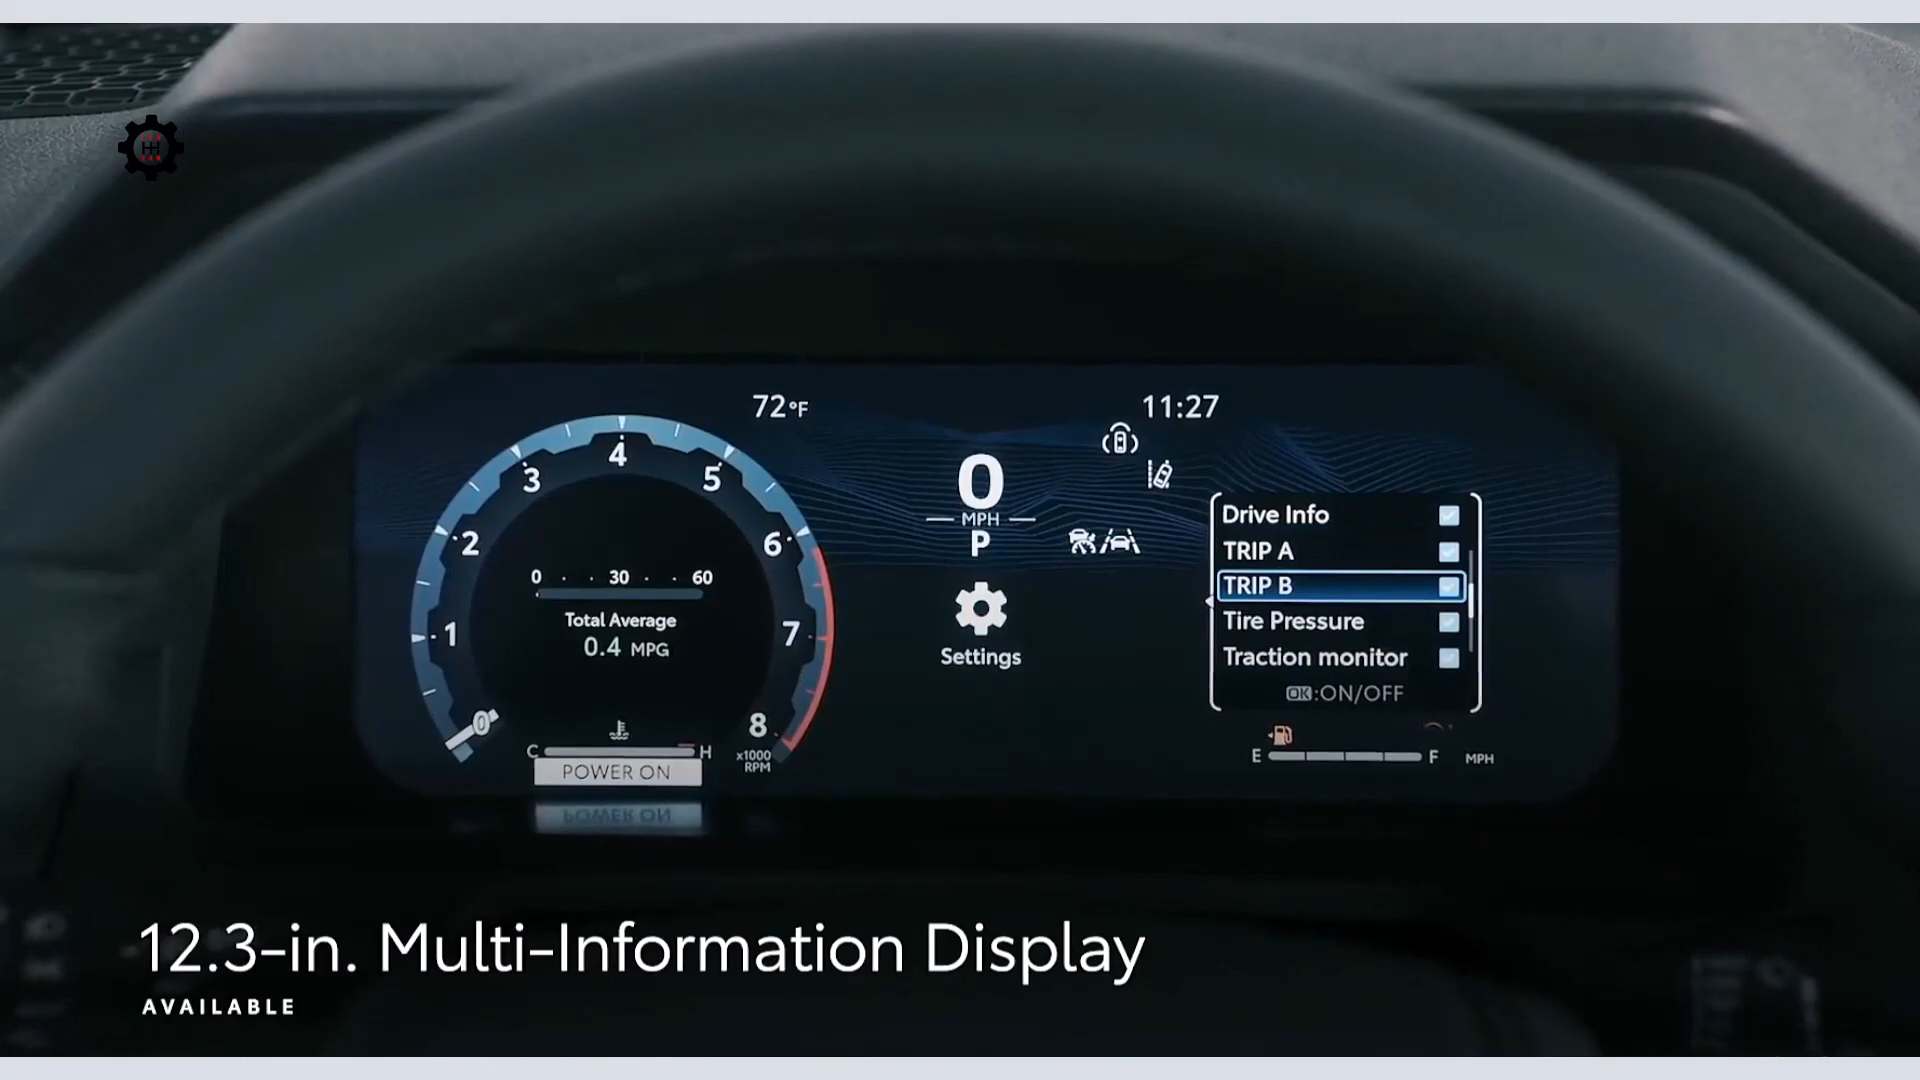 72°F
11:27
0
MPH
P
Settings
0
1
2
3
4
5
6
7
8
x1000
RPM
0 30 60
Total Average
0.4 MPG
C H
POWER ON
Drive Info
TRIP A
TRIP B
Tire Pressure
Traction monitor
OK:ON/OFF
E F MPH
12.3-in. Multi-Information Display
AVAILABLE